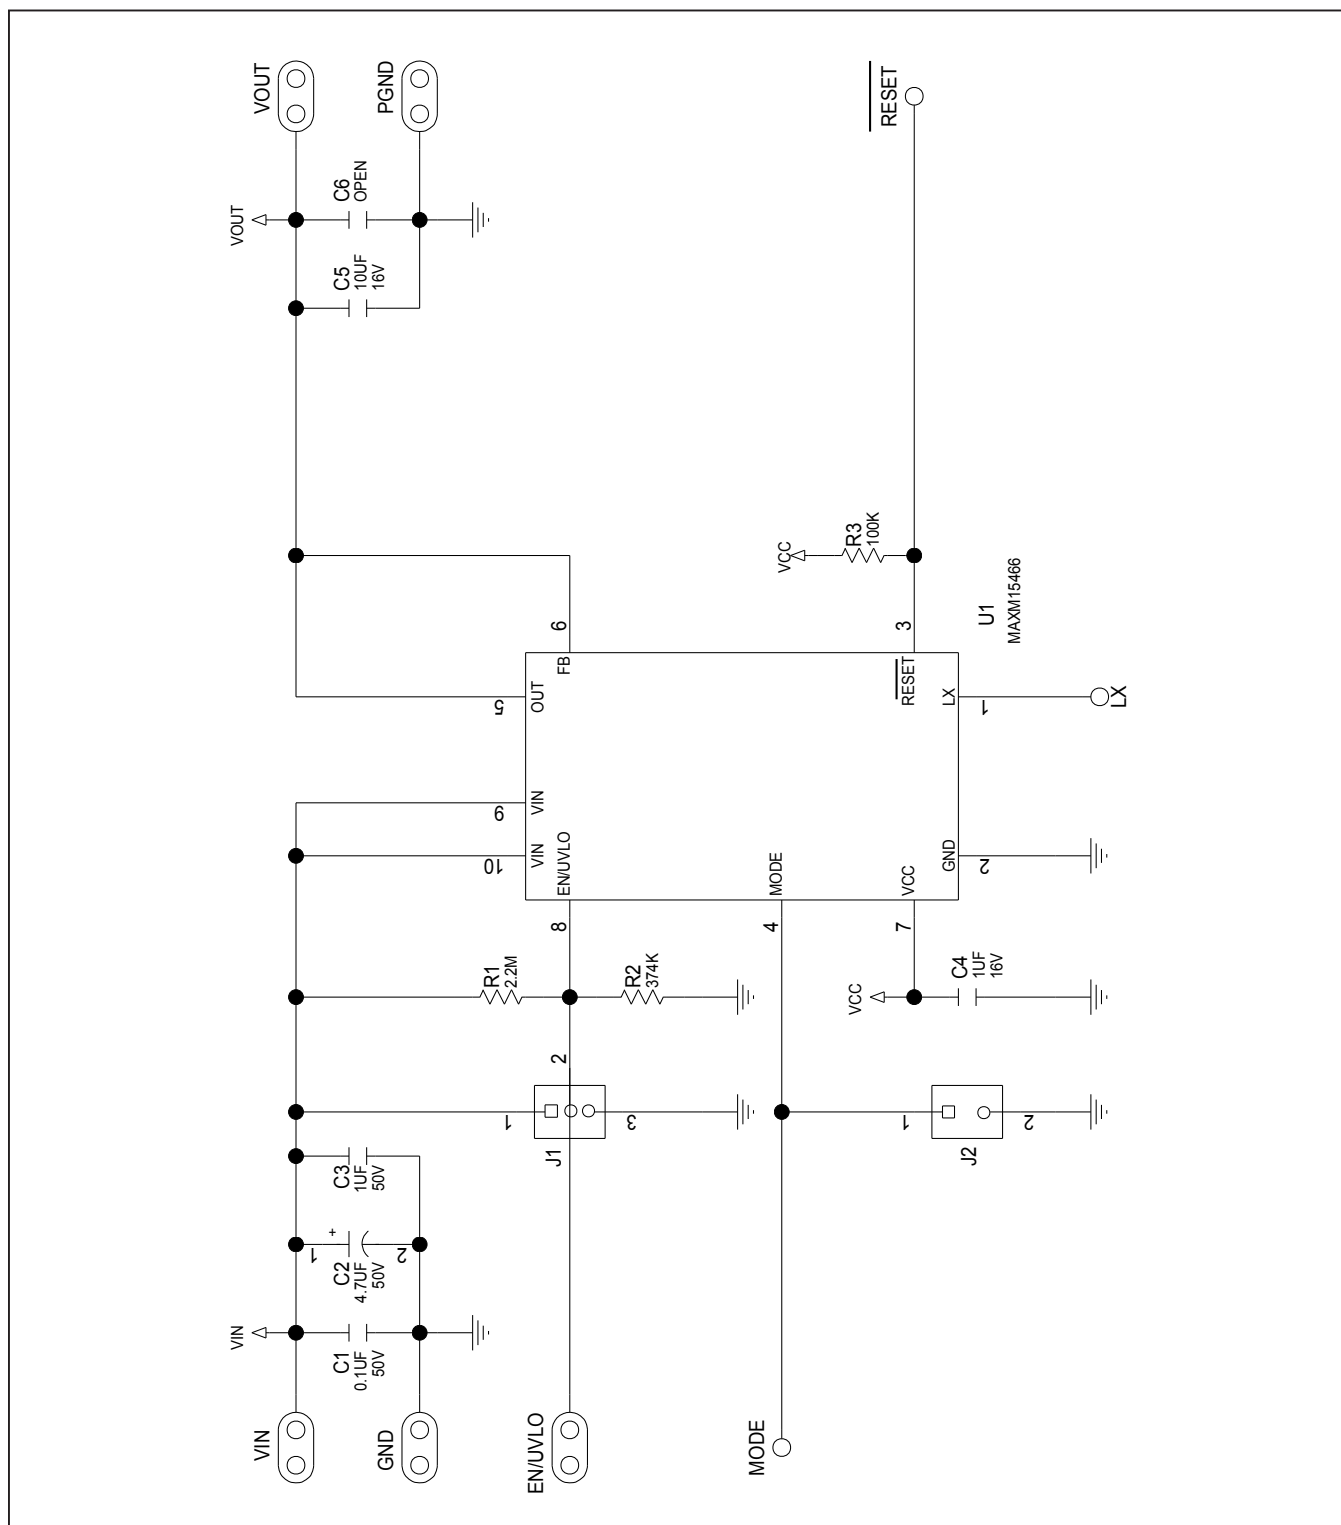 VOUT
PGND
RESET
VOUT
C6
OPEN
C5
10UF
16V
VCC
R3
100K
U1
MAXM15466
6
3
FB
RESET
5
OUT
LX
1
LX
9
VIN
10
VIN
EN/UVLO
MODE
VCC
GND
2
8
4
7
R1
2.2M
R2
374K
VCC
C4
1UF
16V
2
1
3
J1
1
2
J2
C3
1UF
50V
1
+
2
C2
4.7UF
50V
VIN
C1
0.1UF
50V
VIN
GND
EN/UVLO
MODE